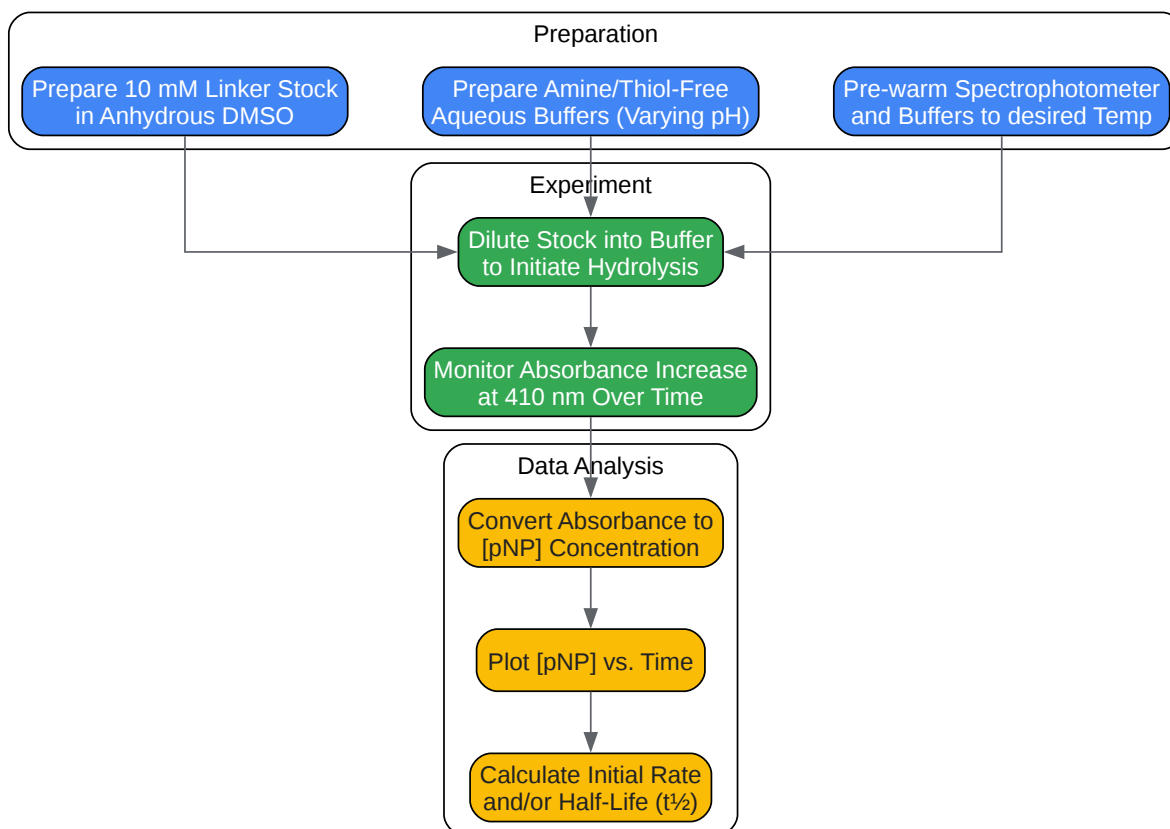 Preparation
Prepare 10 mM Linker Stock
in Anhydrous DMSO
Prepare Amine/Thiol-Free
Aqueous Buffers (Varying pH)
Pre-warm Spectrophotometer
and Buffers to desired Temp
Experiment
Dilute Stock into Buffer
to Initiate Hydrolysis
Monitor Absorbance Increase
at 410 nm Over Time
Data Analysis
Convert Absorbance to
[pNP] Concentration
Plot [pNP] vs. Time
Calculate Initial Rate
and/or Half-Life (t½)